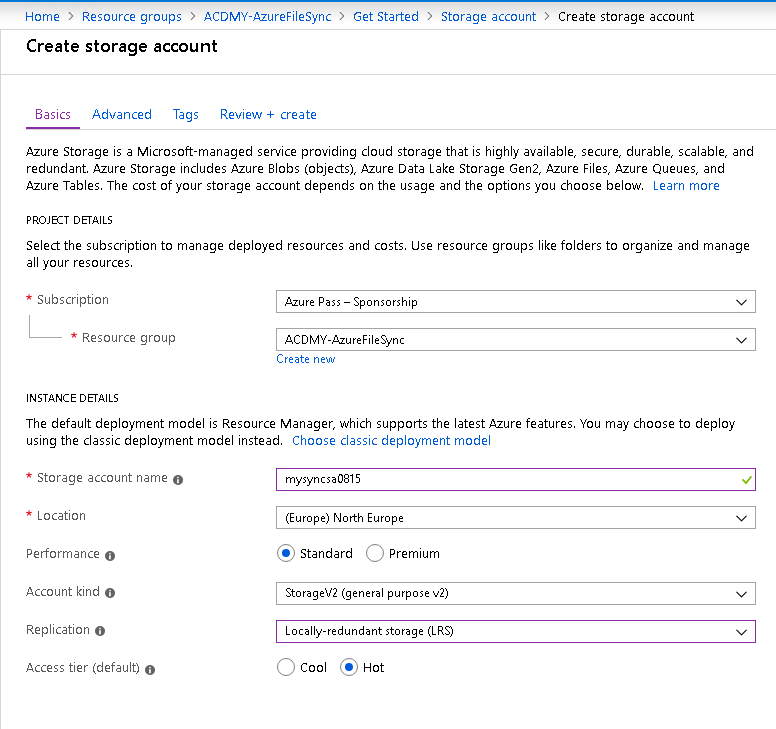 Home > Resource groups > ACDMY-AzureFileSync > Get Started > Storage account > Create storage account
Create storage account
Basics Advanced Tags Review + create
Azure Storage is a Microsoft-managed service providing cloud storage that is highly available, secure, durable, scalable, and
redundant. Azure Storage includes Azure Blobs (objects), Azure Data Lake Storage Gen2, Azure Files, Azure Queues, and
Azure Tables. The cost of your storage account depends on the usage and the options you choose below. Learn more
PROJECT DETAILS
Select the subscription to manage deployed resources and costs. Use resource groups like folders to organize and manage
all your resources.
* Subscription Azure Pass – Sponsorship
* Resource group ACDMY-AzureFileSync
Create new
INSTANCE DETAILS
The default deployment model is Resource Manager, which supports the latest Azure features. You may choose to deploy
using the classic deployment model instead. Choose classic deployment model
* Storage account name mysyncsa0815
* Location (Europe) North Europe
Performance Standard Premium
Account kind StorageV2 (general purpose v2)
Replication Locally-redundant storage (LRS)
Access tier (default) Cool Hot